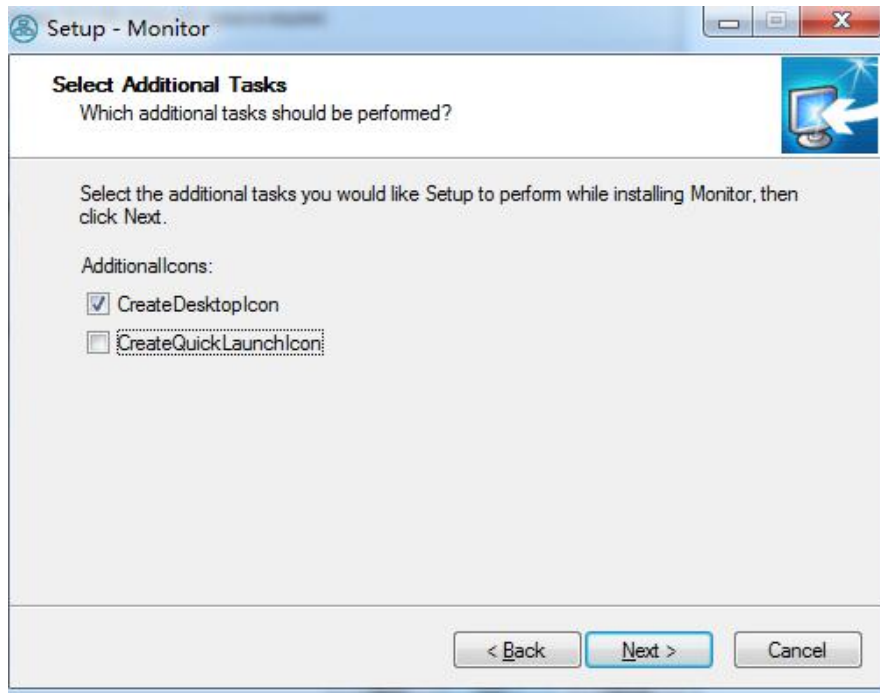 Setup - Monitor
Select Additional Tasks
Which additional tasks should be performed?
Select the additional tasks you would like Setup to perform while installing Monitor, then
click Next.
AdditionalIcons:
CreateDesktopIcon
CreateQuickLaunchIcon
< Back
Next >
Cancel